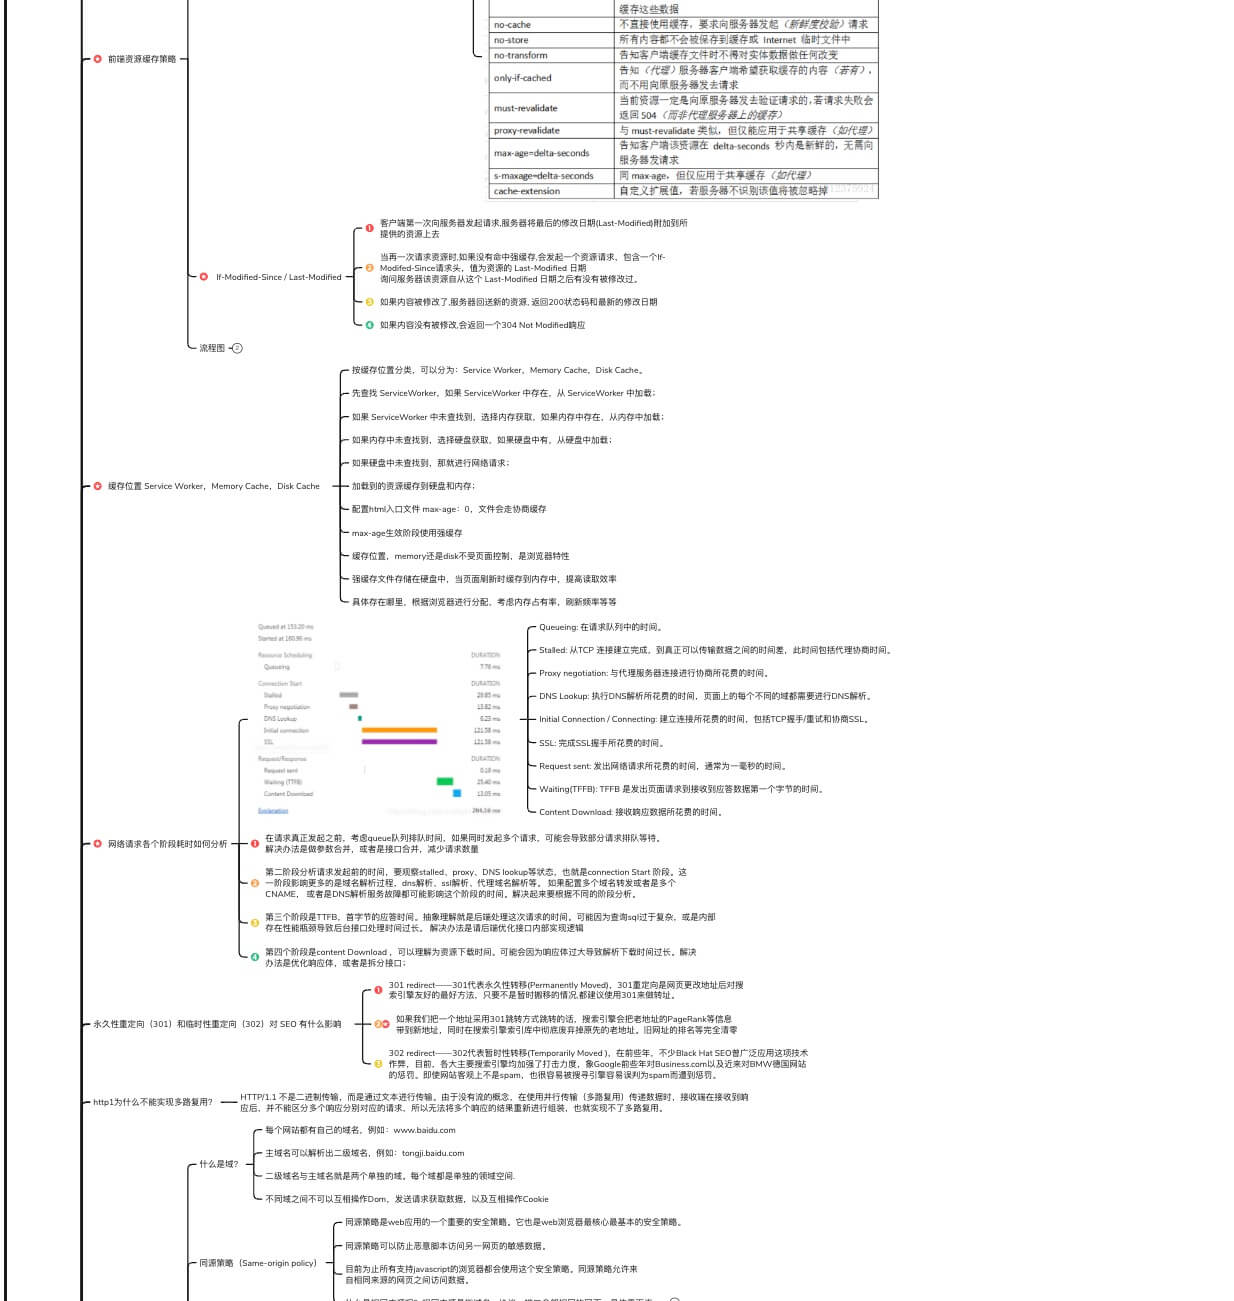 缓存这些数据
no-cache 不直接使用缓存，要求向服务器发起（新鲜度校验）请求
no-store 所有内容都不会被保存到缓存或 Internet 临时文件中
no-transform 告知客户端缓存文件时不得对实体数据做任何改变
only-if-cached 告知（代理）服务器客户端希望获取缓存的内容（若有），
而不用向原服务器发去请求
must-revalidate 当前资源一定是向原服务器发去验证请求的，若请求失败会
返回 504（而非代理服务器上的缓存）
proxy-revalidate 与 must-revalidate 类似，但仅能应用于共享缓存（如代理）
max-age=delta-seconds 告知客户端该资源在 delta-seconds 秒内是新鲜的，无需向
服务器发请求
s-maxage=delta-seconds 同 max-age，但仅应用于共享缓存（如代理）
cache-extension 自定义扩展值，若服务器不识别该值将被忽略掉
前端资源缓存策略
If-Modified-Since / Last-Modified
1 客户端第一次向服务器发起请求,服务器将最后的修改日期(Last-Modified)附加到所
提供的资源上去
2 当再一次请求资源时,如果没有命中强缓存,会发起一个资源请求，包含一个If-
Modifed-Since请求头，值为资源的 Last-Modified 日期
询问服务器该资源自从这个 Last-Modified 日期之后有没有被修改过。
3 如果内容被修改了,服务器回送新的资源, 返回200状态码和最新的修改日期
4 如果内容没有被修改,会返回一个304 Not Modified响应
流程图
缓存位置 Service Worker，Memory Cache，Disk Cache
按缓存位置分类，可以分为：Service Worker，Memory Cache，Disk Cache。
先查找 ServiceWorker，如果 ServiceWorker 中存在，从 ServiceWorker 中加载；
如果 ServiceWorker 中未查找到，选择内存获取，如果内存中存在，从内存中加载；
如果内存中未查找到，选择硬盘获取，如果硬盘中有，从硬盘中加载；
如果硬盘中未查找到，那就进行网络请求；
加载到的资源缓存到硬盘和内存；
配置html入口文件 max-age：0，文件会走协商缓存
max-age生效阶段使用强缓存
缓存位置，memory还是disk不受页面控制，是浏览器特性
强缓存文件存储在硬盘中，当页面刷新时缓存到内存中，提高读取效率
具体存在哪里，根据浏览器进行分配，考虑内存占有率，刷新频率等等
网络请求各个阶段耗时如何分析
Queued at 153.20 ms
Started at 160.96 ms
Resource Scheduling DURATION
Queueing 7.76 ms
Connection Start DURATION
Stalled 29.85 ms
Proxy negotiation 13.82 ms
DNS Lookup 6.23 ms
Initial connection 121.58 ms
SSL 121.38 ms
Request/Response DURATION
Request sent 0.18 ms
Waiting (TTFB) 25.40 ms
Content Download 13.05 ms
Explanation
Queueing: 在请求队列中的时间。
Stalled: 从TCP 连接建立完成，到真正可以传输数据之间的时间差，此时间包括代理协商时间。
Proxy negotiation: 与代理服务器连接进行协商所花费的时间。
DNS Lookup: 执行DNS解析所花费的时间，页面上的每个不同的域都需要进行DNS解析。
Initial Connection / Connecting: 建立连接所花费的时间，包括TCP握手/重试和协商SSL。
SSL: 完成SSL握手所花费的时间。
Request sent: 发出网络请求所花费的时间，通常为一毫秒的时间。
Waiting(TFFB): TFFB 是发出页面请求到接收到应答数据第一个字节的时间。
Content Download: 接收响应数据所花费的时间。
1 在请求真正发起之前，考虑queue队列排队时间，如果同时发起多个请求，可能会导致部分请求排队等待。
解决办法是做参数合并，或者是接口合并，减少请求数量
2 第二阶段分析请求发起前的时间，要观察stalled、proxy、DNS lookup等状态，也就是connection Start 阶段。这
一阶段影响更多的是域名解析过程，dns解析、ssl解析、代理域名解析等。 如果配置多个域名转发或者是多个
CNAME， 或者是DNS解析服务故障都可能影响这个阶段的时间。解决起来要根据不同的阶段分析。
3 第三个阶段是TTFB，首字节的应答时间。抽象理解就是后端处理这次请求的时间。可能因为查询sql过于复杂，或是内部
存在性能瓶颈导致后台接口处理时间过长。 解决办法是请后端优化接口内部实现逻辑
4 第四个阶段是content Download ，可以理解为资源下载时间。可能会因为响应体过大导致解析下载时间过长。解决
办法是优化响应体，或者是拆分接口；
永久性重定向（301）和临时性重定向（302）对 SEO 有什么影响
1 301 redirect——301代表永久性转移(Permanently Moved)，301重定向是网页更改地址后对搜
索引擎友好的最好方法，只要不是暂时搬移的情况,都建议使用301来做转址。
2 如果我们把一个地址采用301跳转方式跳转的话，搜索引擎会把老地址的PageRank等信息
带到新地址，同时在搜索引擎索引库中彻底废弃掉原先的老地址。旧网址的排名等完全清零
3 302 redirect——302代表暂时性转移(Temporarily Moved )，在前些年，不少Black Hat SEO曾广泛应用这项技术
作弊，目前，各大主要搜索引擎均加强了打击力度，象Google前些年对Business.com以及近来对BMW德国网站
的惩罚。即使网站客观上不是spam，也很容易被搜寻引擎容易误判为spam而遭到惩罚。
http1为什么不能实现多路复用？
HTTP/1.1 不是二进制传输，而是通过文本进行传输。由于没有流的概念，在使用并行传输（多路复用）传递数据时，接收端在接收到响
应后，并不能区分多个响应分别对应的请求，所以无法将多个响应的结果重新进行组装，也就实现不了多路复用。
什么是域？
每个网站都有自己的域名，例如：www.baidu.com
主域名可以解析出二级域名，例如：tongji.baidu.com
二级域名与主域名就是两个单独的域。每个域都是单独的领域空间.
不同域之间不可以互相操作Dom，发送请求获取数据，以及互相操作Cookie
同源策略（Same-origin policy）
同源策略是web应用的一个重要的安全策略。它也是web浏览器最核心最基本的安全策略。
同源策略可以防止恶意脚本访问另一网页的敏感数据。
目前为止所有支持javascript的浏览器都会使用这个安全策略。同源策略允许来
自相同来源的网页之间访问数据。